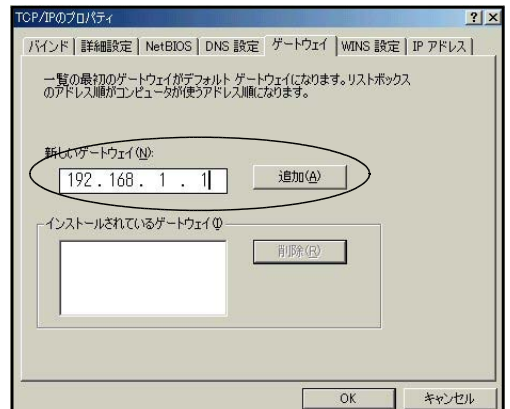 TCP/IPのプロパティ
バインド 詳細設定 NetBIOS DNS 設定 ゲートウェイ WINS 設定 IP アドレス
一覧の最初のゲートウェイがデフォルト ゲートウェイになります。リストボックス
のアドレス順がコンピュータが使うアドレス順になります。
新しいゲートウェイ(N):
192 . 168 . 1 . 1 追加(A)
インストールされているゲートウェイ(I)
削除(R)
OK キャンセル